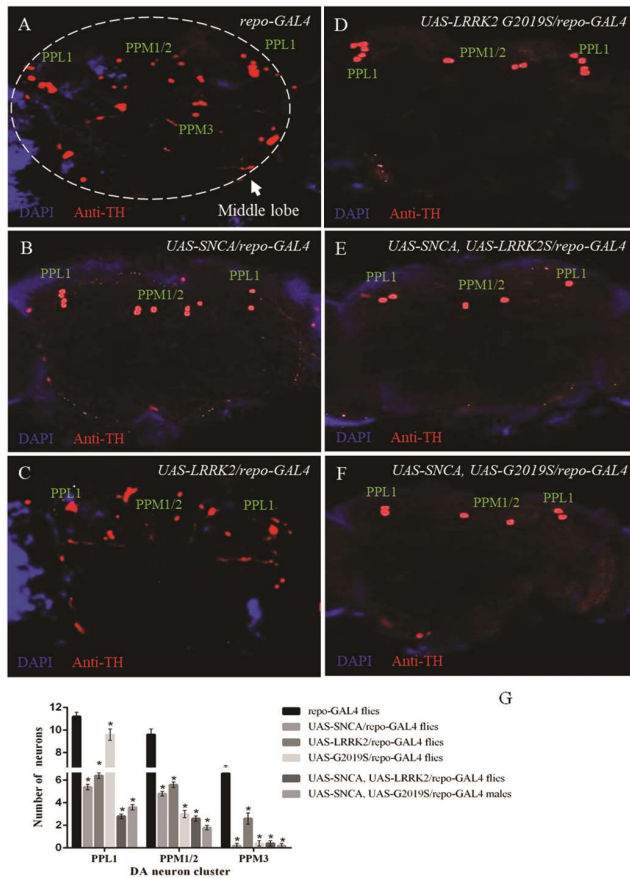 A
repo-GAL4
PPL1
PPM1/2
PPL1
PPM3
DAPI
Anti-TH
Middle lobe
B
UAS-SNCA/repo-GAL4
PPL1
PPM1/2
PPL1
DAPI
Anti-TH
C
UAS-LRRK2/repo-GAL4
PPL1
PPM1/2
PPL1
DAPI
Anti-TH
D
UAS-LRRK2 G2019S/repo-GAL4
PPL1
PPM1/2
PPL1
DAPI
Anti-TH
E
UAS-SNCA, UAS-LRRK2S/repo-GAL4
PPL1
PPM1/2
PPL1
DAPI
Anti-TH
F
UAS-SNCA, UAS-G2019S/repo-GAL4
PPL1
PPM1/2
PPL1
DAPI
Anti-TH
G
Number of neurons
12
10
8
6
4
2
0
* * * * *
* * * * *
* * * * *
PPL1 PPM1/2 PPM3
DA neuron cluster
repo-GAL4 flies
UAS-SNCA/repo-GAL4 flies
UAS-LRRK2/repo-GAL4 flies
UAS-G2019S/repo-GAL4 flies
UAS-SNCA, UAS-LRRK2/repo-GAL4 flies
UAS-SNCA, UAS-G2019S/repo-GAL4 males